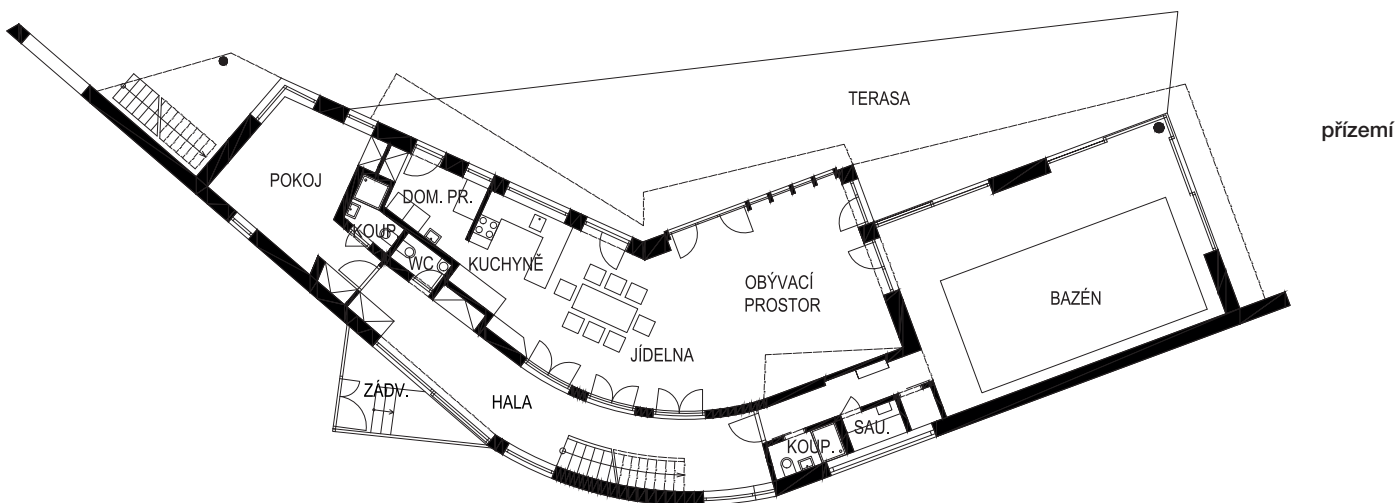 TERASA
přízemí
POKOJ
DOM. PR.
KOUP.
WC
KUCHYNĚ
OBÝVACÍ
PROSTOR
BAZÉN
JÍDELNA
ZÁDV.
HALA
SAU.
KOUP.